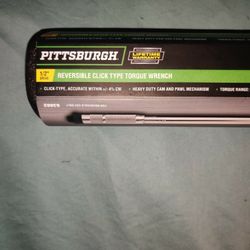 PITTSBURGH
LIFETIME
WARRANTY
1/2"
DRIVE
REVERSIBLE CLICK TYPE TORQUE WRENCH
• CLICK-TYPE, ACCURATE WITHIN +/- 4%
• HEAVY DUTY CAM AND PAWL MECHANISM
• TORQUE RANGE